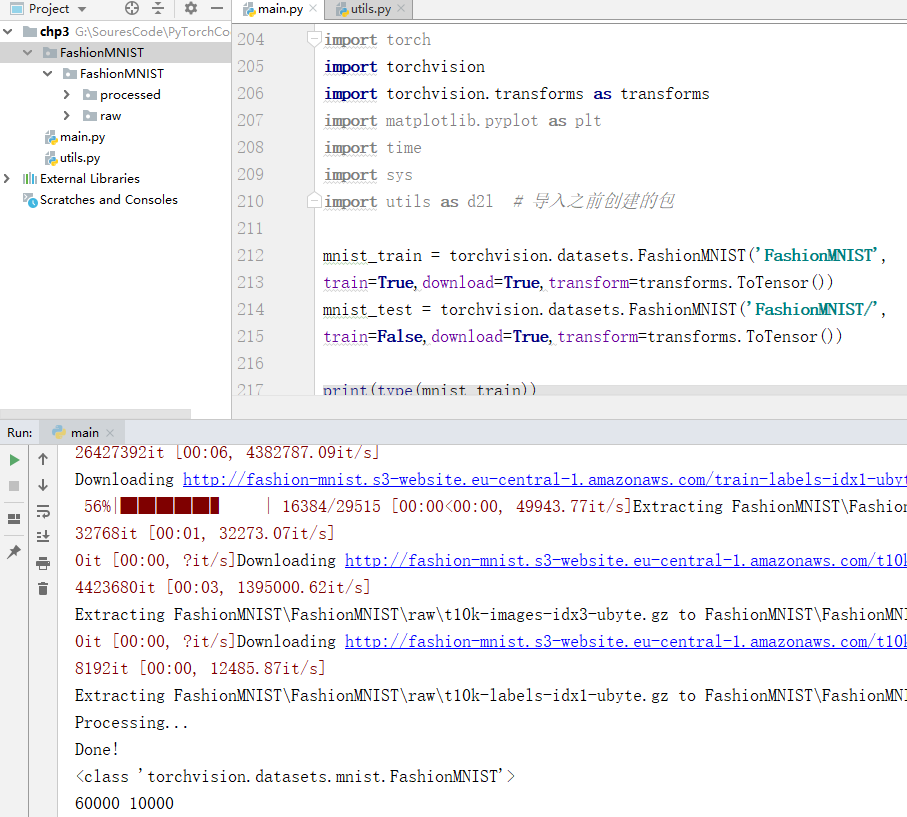 Project
main.py
utils.py
chp3 G:\SouresCode\PyTorchCo
FashionMNIST
FashionMNIST
processed
raw
main.py
utils.py
External Libraries
Scratches and Consoles
204 import torch
205 import torchvision
206 import torchvision.transforms as transforms
207 import matplotlib.pyplot as plt
208 import time
209 import sys
210 import utils as d2l # 导入之前创建的包
211
212 mnist_train = torchvision.datasets.FashionMNIST('FashionMNIST',
213 train=True,download=True,transform=transforms.ToTensor())
214 mnist_test = torchvision.datasets.FashionMNIST('FashionMNIST/',
215 train=False,download=True,transform=transforms.ToTensor())
216
217 print(type(mnist_train))
Run: main
26427392it [00:06, 4382787.09it/s]
Downloading http://fashion-mnist.s3-website.eu-central-1.amazonaws.com/train-labels-idx1-ubyt
56%| | 16384/29515 [00:00<00:00, 49943.77it/s]Extracting FashionMNIST\Fashion
32768it [00:01, 32273.07it/s]
0it [00:00, ?it/s]Downloading http://fashion-mnist.s3-website.eu-central-1.amazonaws.com/t10k
4423680it [00:03, 1395000.62it/s]
Extracting FashionMNIST\FashionMNIST\raw\t10k-images-idx3-ubyte.gz to FashionMNIST\FashionMNI
0it [00:00, ?it/s]Downloading http://fashion-mnist.s3-website.eu-central-1.amazonaws.com/t10k
8192it [00:00, 12485.87it/s]
Extracting FashionMNIST\FashionMNIST\raw\t10k-labels-idx1-ubyte.gz to FashionMNIST\FashionMNI
Processing...
Done!
<class 'torchvision.datasets.mnist.FashionMNIST'>
60000 10000